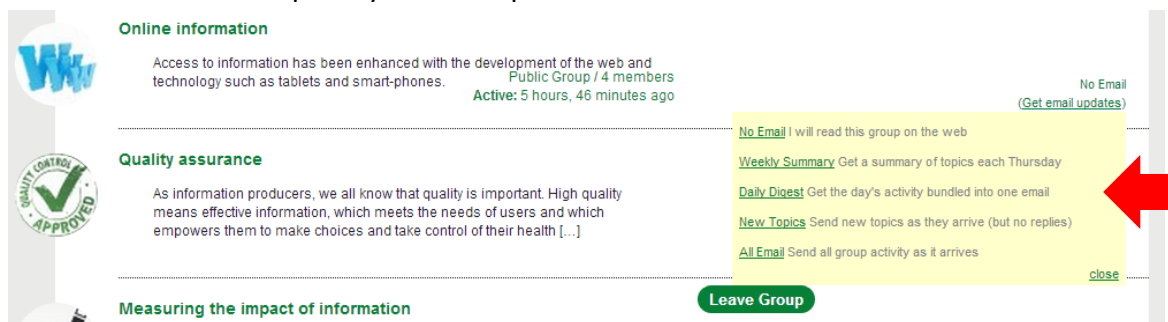 Online information
Access to information has been enhanced with the development of the web and
technology such as tablets and smart-phones.
Public Group / 4 members
Active: 5 hours, 46 minutes ago
No Email
(Get email updates)
No Email I will read this group on the web
Weekly Summary Get a summary of topics each Thursday
Daily Digest Get the day's activity bundled into one email
New Topics Send new topics as they arrive (but no replies)
All Email Send all group activity as it arrives
close
QUALITY CONTROL
APPROVED
Quality assurance
As information producers, we all know that quality is important. High quality
means effective information, which meets the needs of users and which
empowers them to make choices and take control of their health [...]
Leave Group
Measuring the impact of information